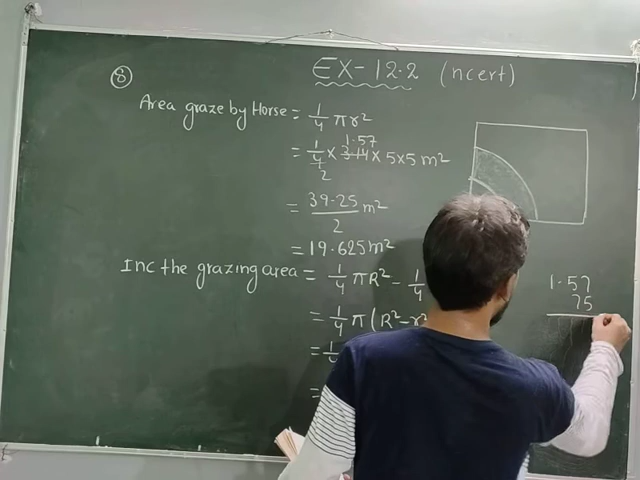 EX-12.2 (ncert)
⑧
Area graze by Horse = 1/4 πr²
= 1/4 × 3.14 × 5×5 m²
1.57
2
= 39.25/2 m²
= 19.625 m²
Inc the grazing area = 1/4 πR² - 1/4
= 1/4 π (R²-r²
= 1/4
=
1.57
75